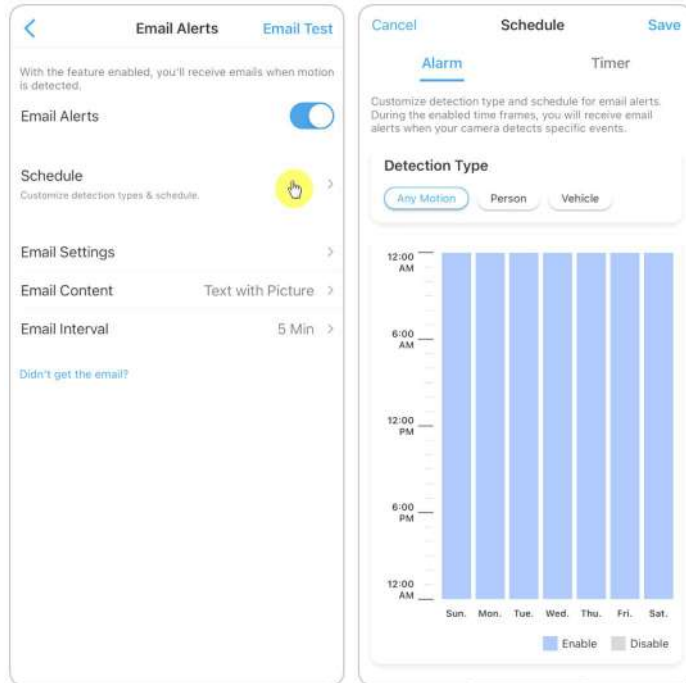 Email Alerts
Email Test
With the feature enabled, you'll receive emails when motion
is detected.
Email Alerts
Schedule
Customize detection types & schedule.
Email Settings
Email Content
Text with Picture
Email Interval
5 Min
Didn't get the email?
Cancel
Schedule
Save
Alarm
Timer
Customize detection type and schedule for email alerts.
During the enabled time frames, you will receive email
alerts when your camera detects specific events.
Detection Type
Any Motion
Person
Vehicle
12:00
AM
6:00
AM
12:00
PM
6:00
PM
12:00
AM
Sun. Mon. Tue. Wed. Thu. Fri. Sat.
Enable
Disable